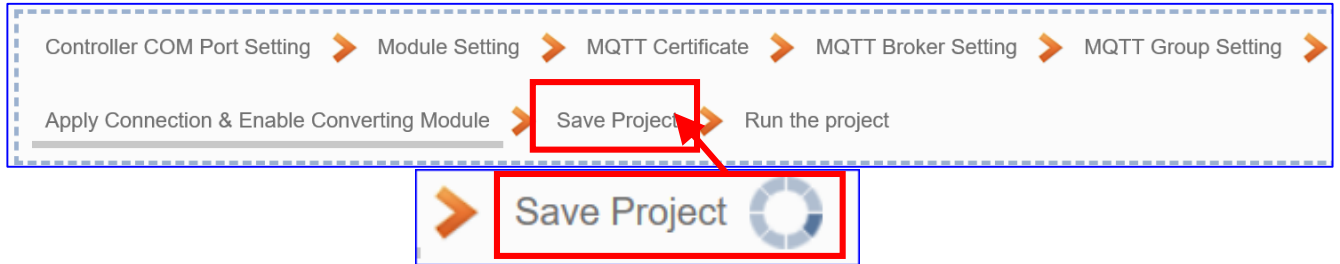 Controller COM Port Setting Module Setting MQTT Certificate MQTT Broker Setting MQTT Group Setting
Apply Connection & Enable Converting Module Save Project Run the project
Save Project